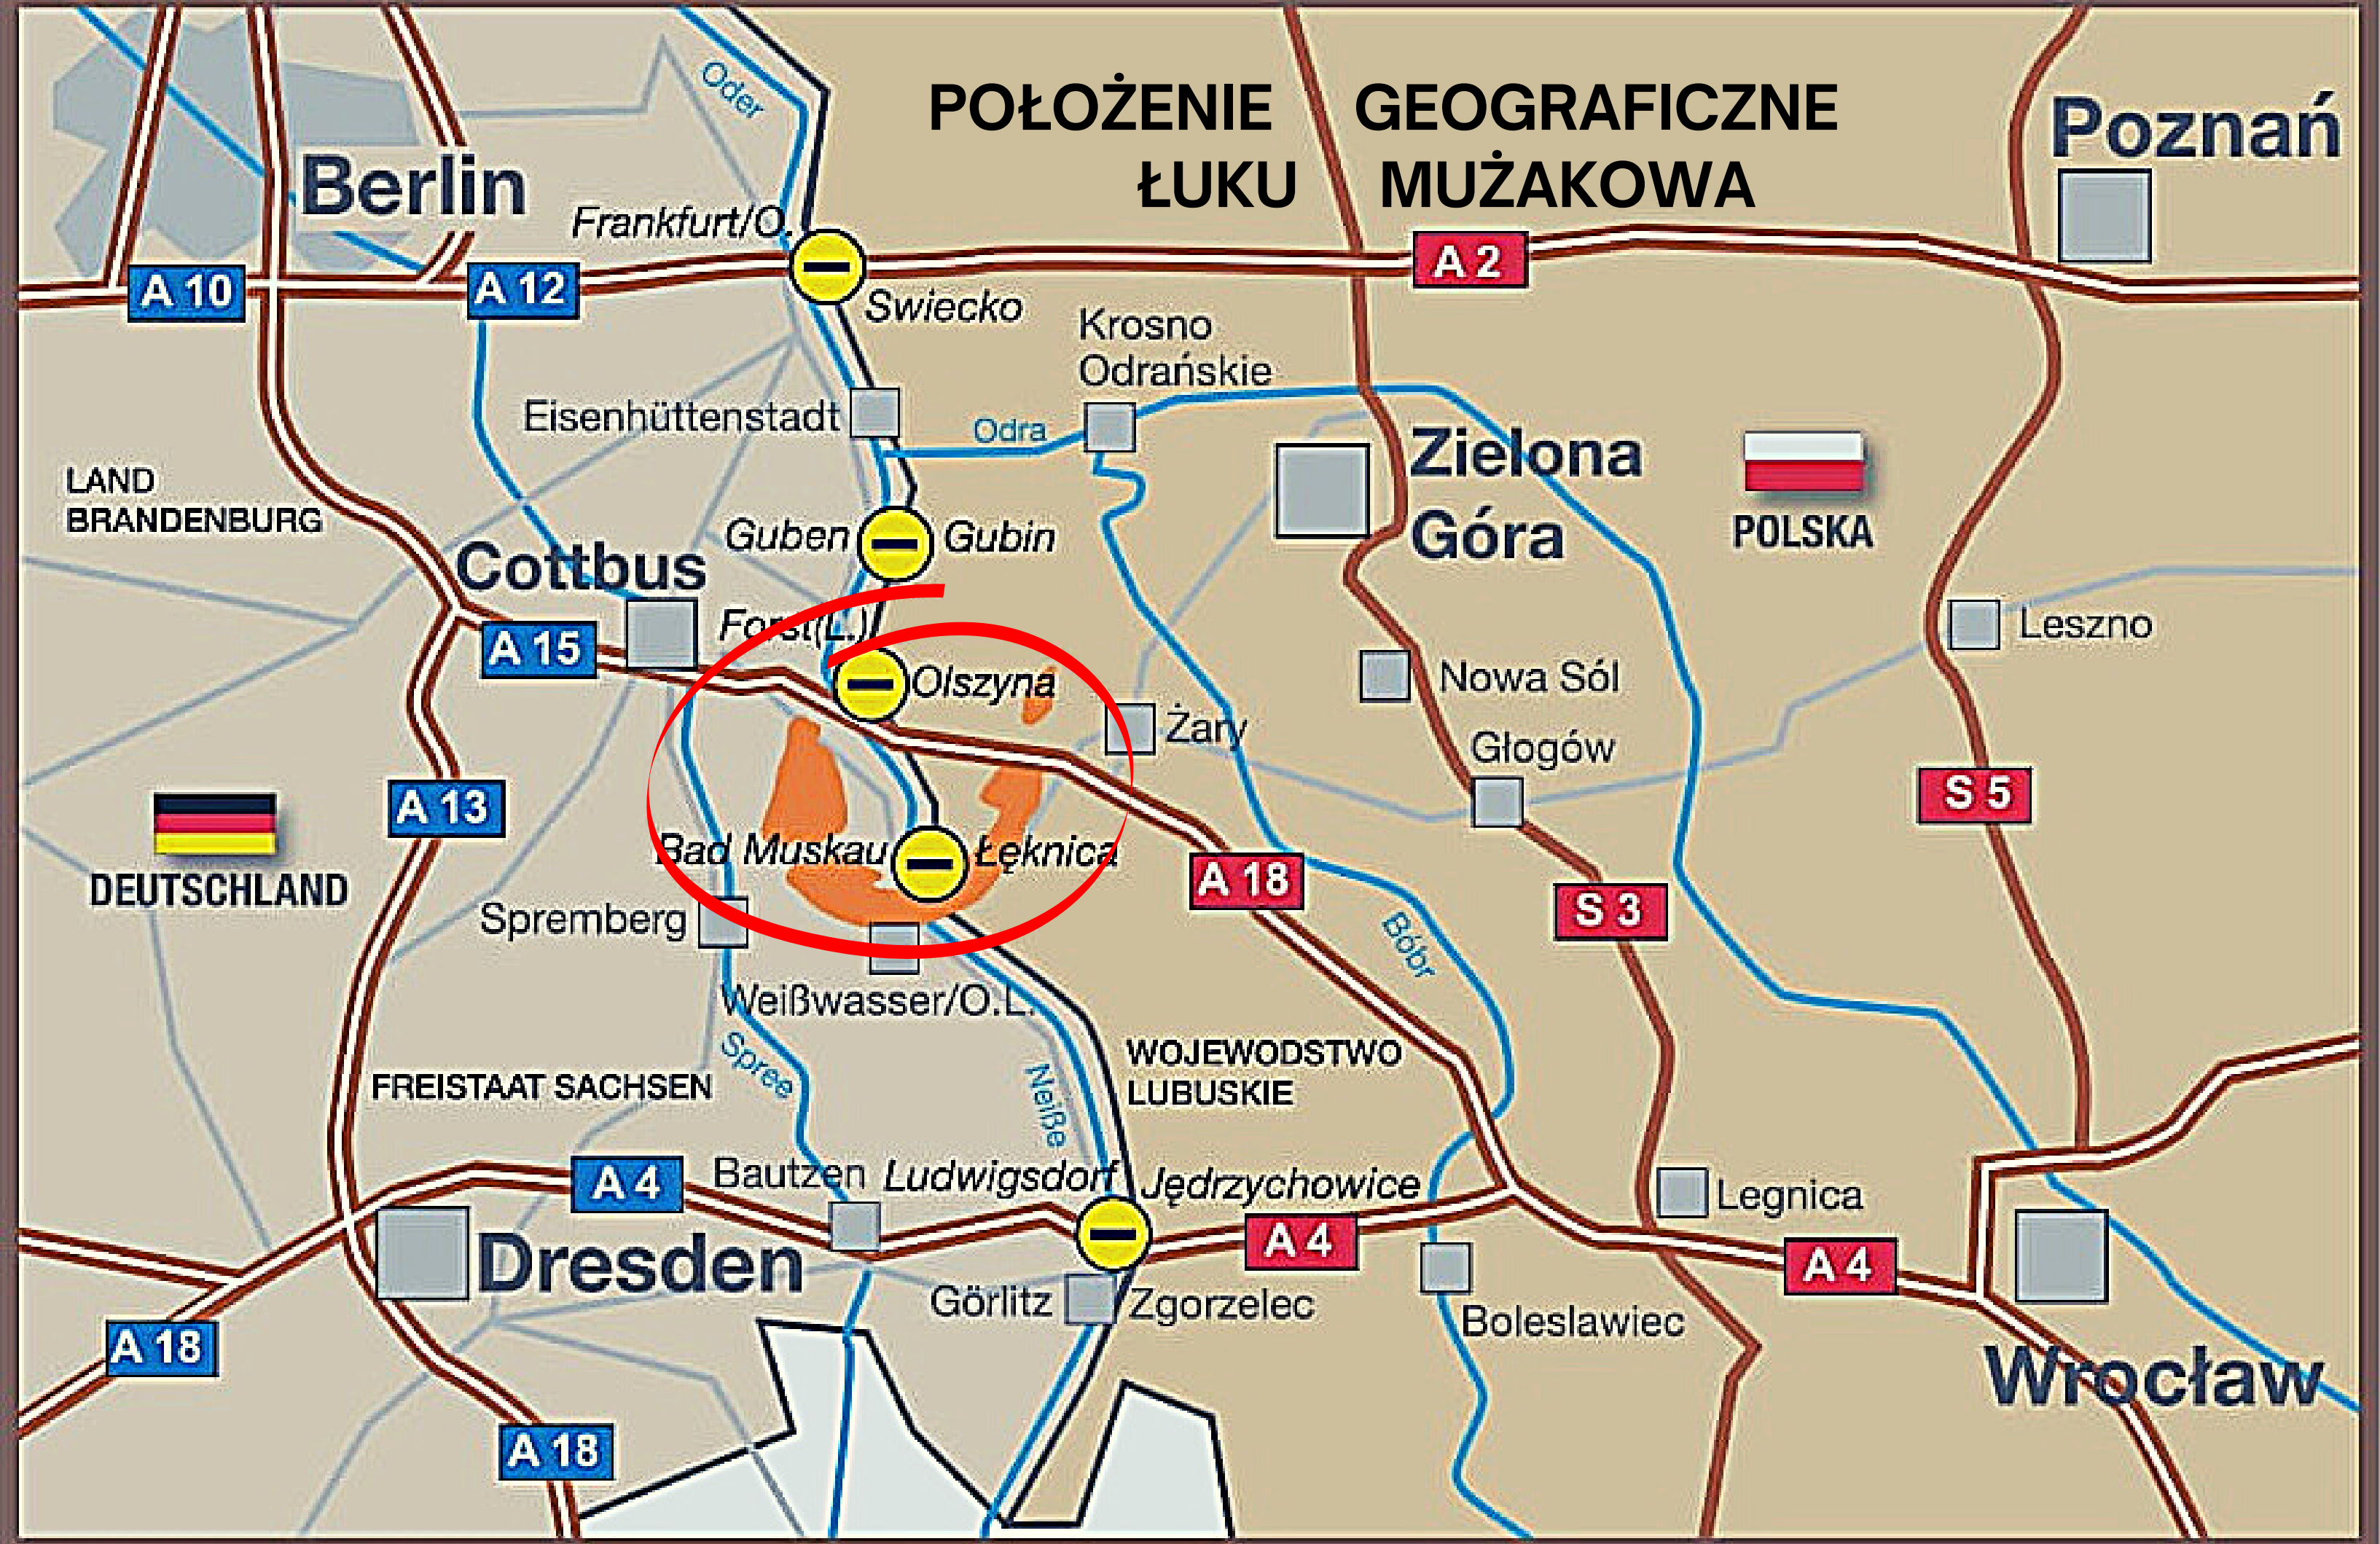 POŁOŻENIE GEOGRAFICZNE
ŁUKU MUŻAKOWA
Oder
Poznań
Berlin
Frankfurt/O.
A 2
A 10
A 12
Swiecko
Krosno
Odrańskie
Eisenhüttenstadt
Odra
Zielona
Góra
LAND
BRANDENBURG
POLSKA
Guben
Gubin
Cottbus
Forst(L.)
Leszno
A 15
Olszyna
Nowa Sól
Żary
Głogów
A 13
S 5
Bad Muskau
Łęknica
DEUTSCHLAND
A 18
S 3
Spremberg
Bóbr
Weißwasser/O.L.
Spree
Neiße
WOJEWODSTWO
LUBUSKIE
FREISTAAT SACHSEN
A 4
Bautzen
Ludwigsdorf
Jędrzychowice
Legnica
A 4
A 4
Dresden
Görlitz
Zgorzelec
Boleslawiec
A 18
Wrocław
A 18